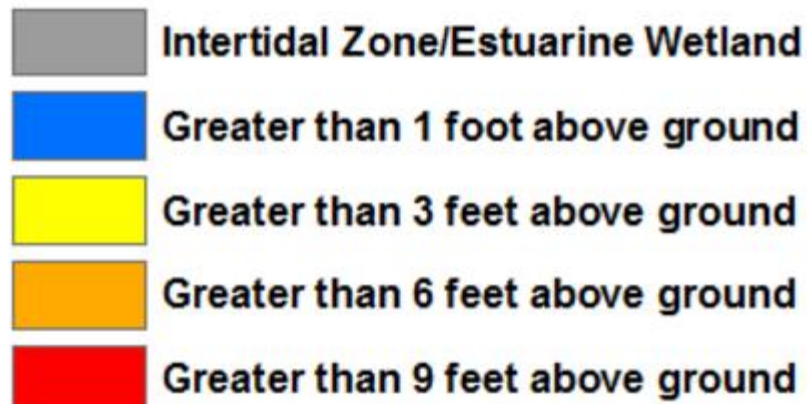 Intertidal Zone/Estuarine Wetland
Greater than 1 foot above ground
Greater than 3 feet above ground
Greater than 6 feet above ground
Greater than 9 feet above ground